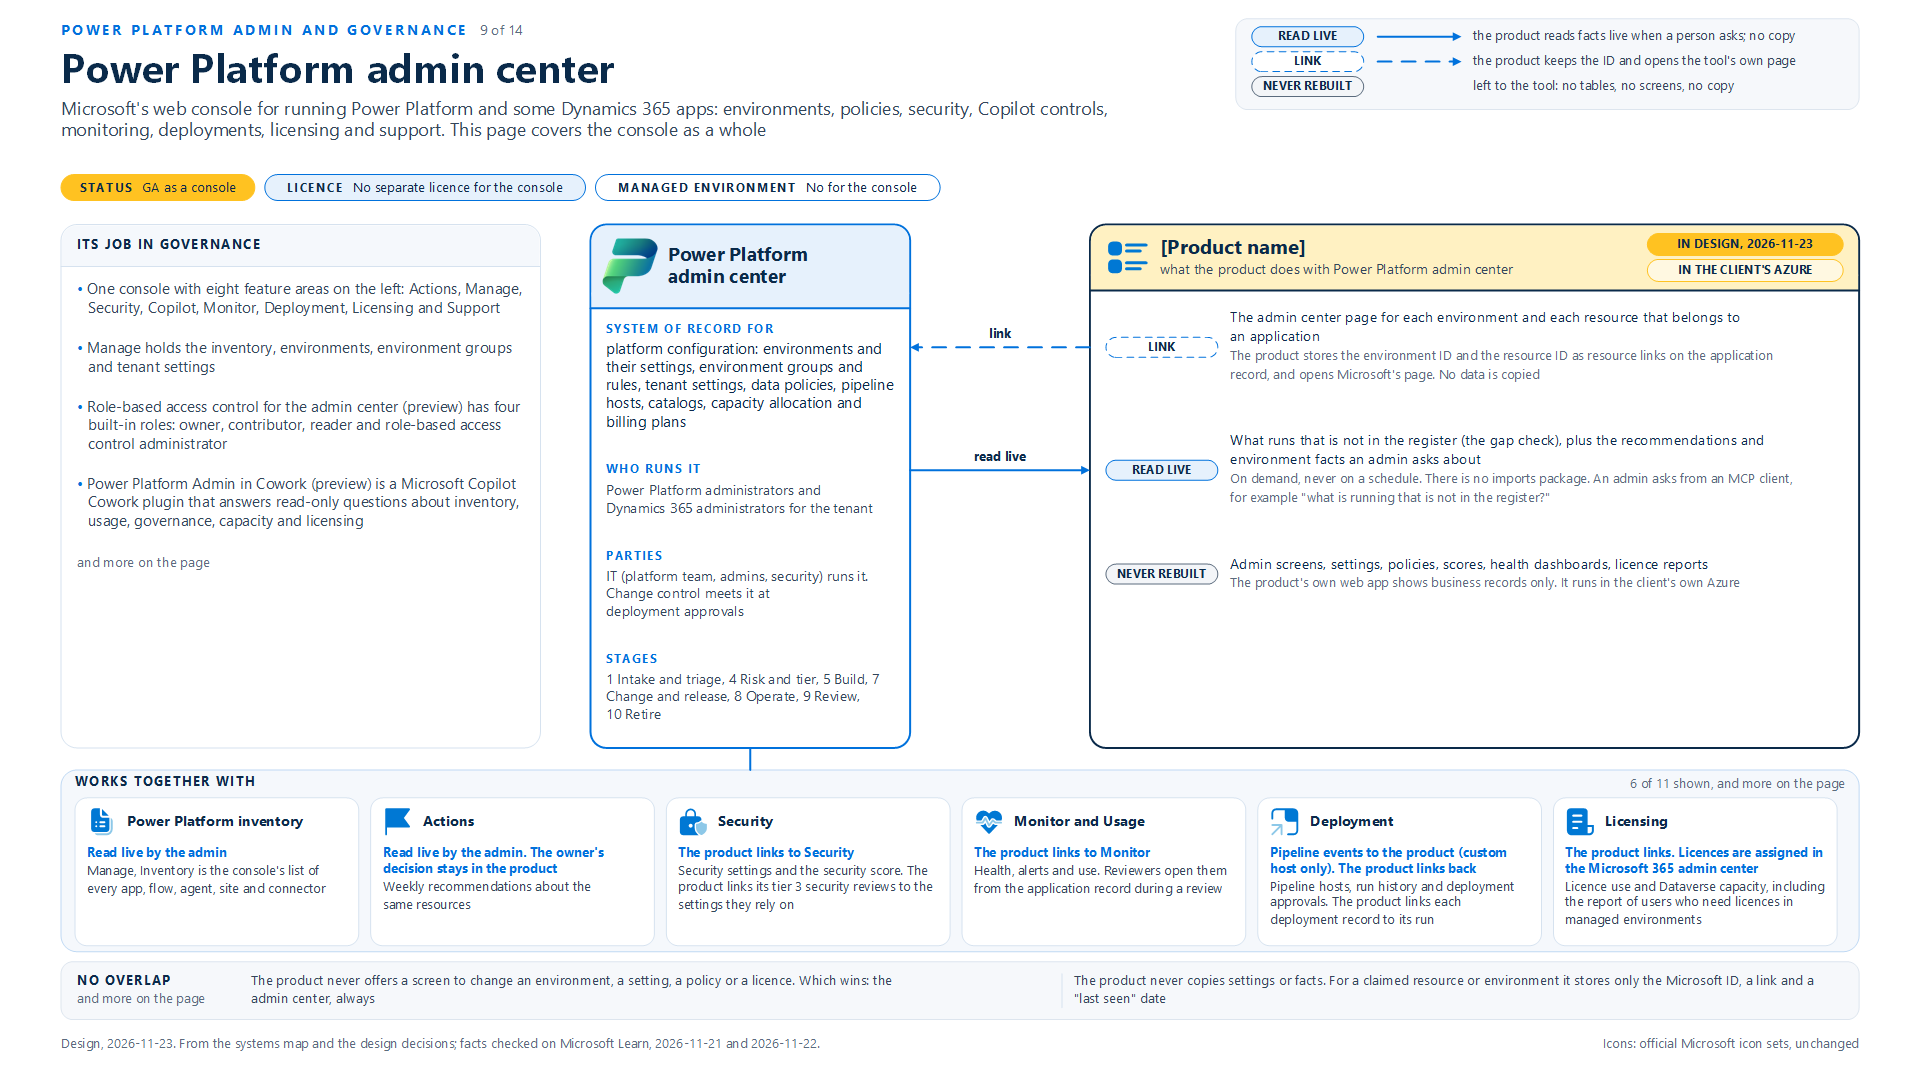 POWER PLATFORM ADMIN AND GOVERNANCE 9 of 14
Power Platform admin center
Microsoft's web console for running Power Platform and some Dynamics 365 apps: environments, policies, security, Copilot controls,
monitoring, deployments, licensing and support. This page covers the console as a whole
READ LIVE the product reads facts live when a person asks; no copy
LINK the product keeps the ID and opens the tool's own page
NEVER REBUILT left to the tool: no tables, no screens, no copy
STATUS GA as a console
LICENCE No separate licence for the console
MANAGED ENVIRONMENT No for the console
ITS JOB IN GOVERNANCE
• One console with eight feature areas on the left: Actions, Manage,
Security, Copilot, Monitor, Deployment, Licensing and Support
• Manage holds the inventory, environments, environment groups
and tenant settings
• Role-based access control for the admin center (preview) has four
built-in roles: owner, contributor, reader and role-based access
control administrator
• Power Platform Admin in Cowork (preview) is a Microsoft Copilot
Cowork plugin that answers read-only questions about inventory,
usage, governance, capacity and licensing
and more on the page
Power Platform
admin center
SYSTEM OF RECORD FOR
platform configuration: environments and
their settings, environment groups and
rules, tenant settings, data policies, pipeline
hosts, catalogs, capacity allocation and
billing plans
WHO RUNS IT
Power Platform administrators and
Dynamics 365 administrators for the tenant
PARTIES
IT (platform team, admins, security) runs it.
Change control meets it at
deployment approvals
STAGES
1 Intake and triage, 4 Risk and tier, 5 Build, 7
Change and release, 8 Operate, 9 Review,
10 Retire
link
read live
[Product name]
what the product does with Power Platform admin center
IN DESIGN, 2026-11-23
IN THE CLIENT'S AZURE
LINK
The admin center page for each environment and each resource that belongs to
an application
The product stores the environment ID and the resource ID as resource links on the application
record, and opens Microsoft's page. No data is copied
READ LIVE
What runs that is not in the register (the gap check), plus the recommendations and
environment facts an admin asks about
On demand, never on a schedule. There is no imports package. An admin asks from an MCP client,
for example "what is running that is not in the register?"
NEVER REBUILT
Admin screens, settings, policies, scores, health dashboards, licence reports
The product's own web app shows business records only. It runs in the client's own Azure
WORKS TOGETHER WITH
6 of 11 shown, and more on the page
Power Platform inventory
Read live by the admin
Manage, Inventory is the console's list of
every app, flow, agent, site and connector
Actions
Read live by the admin. The owner's
decision stays in the product
Weekly recommendations about the
same resources
Security
The product links to Security
Security settings and the security score. The
product links its tier 3 security reviews to the
settings they rely on
Monitor and Usage
The product links to Monitor
Health, alerts and use. Reviewers open them
from the application record during a review
Deployment
Pipeline events to the product (custom
host only). The product links back
Pipeline hosts, run history and deployment
approvals. The product links each
deployment record to its run
Licensing
The product links. Licences are assigned in
the Microsoft 365 admin center
Licence use and Dataverse capacity, including
the report of users who need licences in
managed environments
NO OVERLAP
and more on the page
The product never offers a screen to change an environment, a setting, a policy or a licence. Which wins: the
admin center, always
The product never copies settings or facts. For a claimed resource or environment it stores only the Microsoft ID, a link and a
"last seen" date
Design, 2026-11-23. From the systems map and the design decisions; facts checked on Microsoft Learn, 2026-11-21 and 2026-11-22.
Icons: official Microsoft icon sets, unchanged